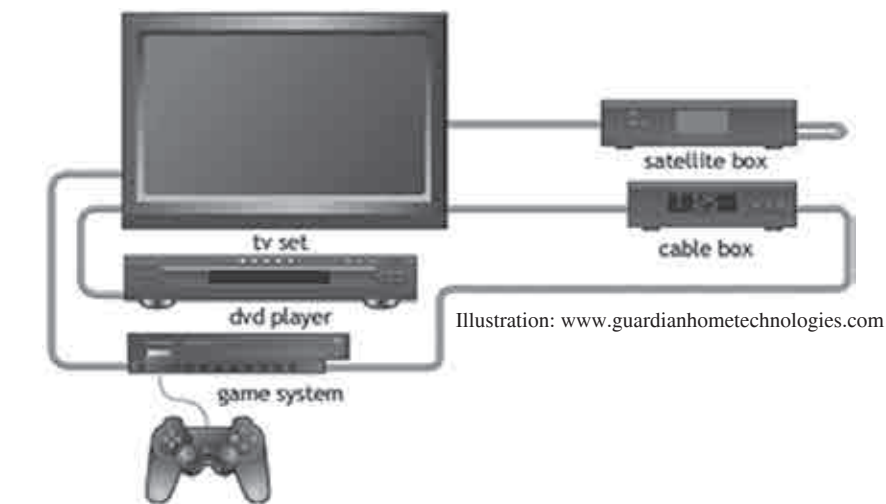 satellite box
cable box
tv set
dvd player
Illustration: www.guardianhometechnologies.com
game system